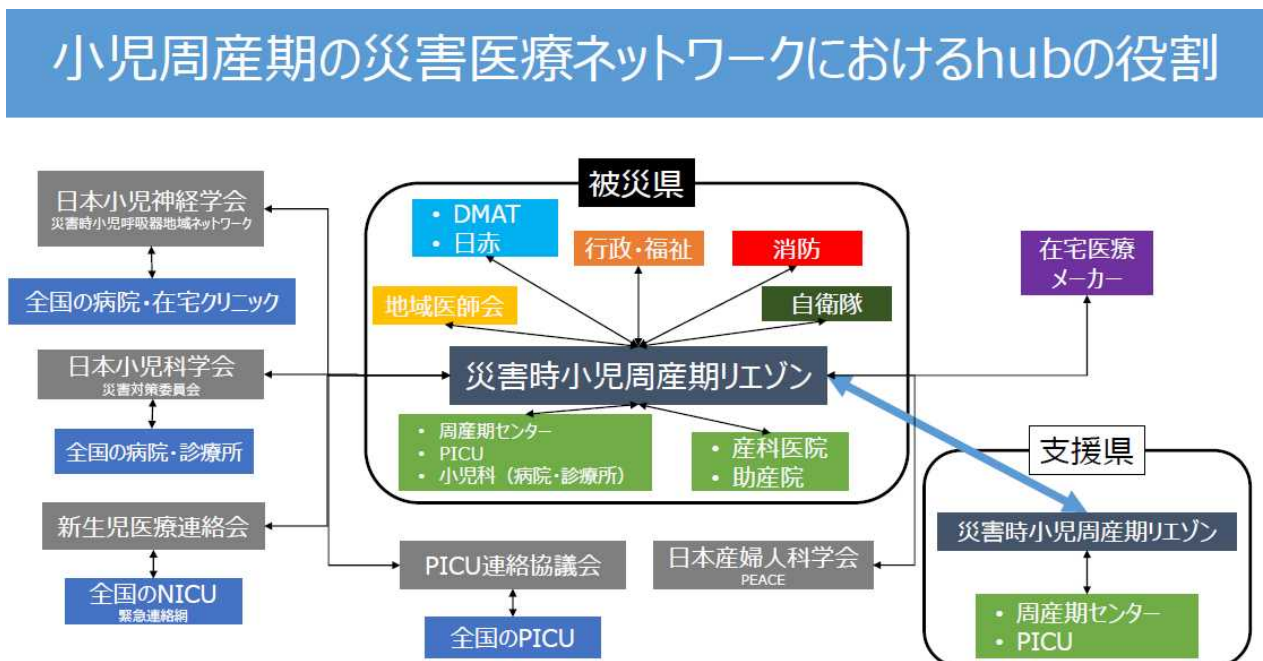 小児周産期の災害医療ネットワークにおけるhubの役割
被災県
日本小児神経学会
災害時小児呼吸器地域ネットワーク
全国の病院・在宅クリニック
日本小児科学会
災害対策委員会
全国の病院・診療所
新生児医療連絡会
全国のNICU
緊急連絡網
• DMAT
• 日赤
行政・福祉
消防
地域医師会
自衛隊
災害時小児周産期リエゾン
• 周産期センター
• PICU
• 小児科（病院・診療所）
• 産科医院
• 助産院
PICU連絡協議会
全国のPICU
日本産婦人科学会
PEACE
在宅医療
メーカー
支援県
災害時小児周産期リエゾン
• 周産期センター
• PICU